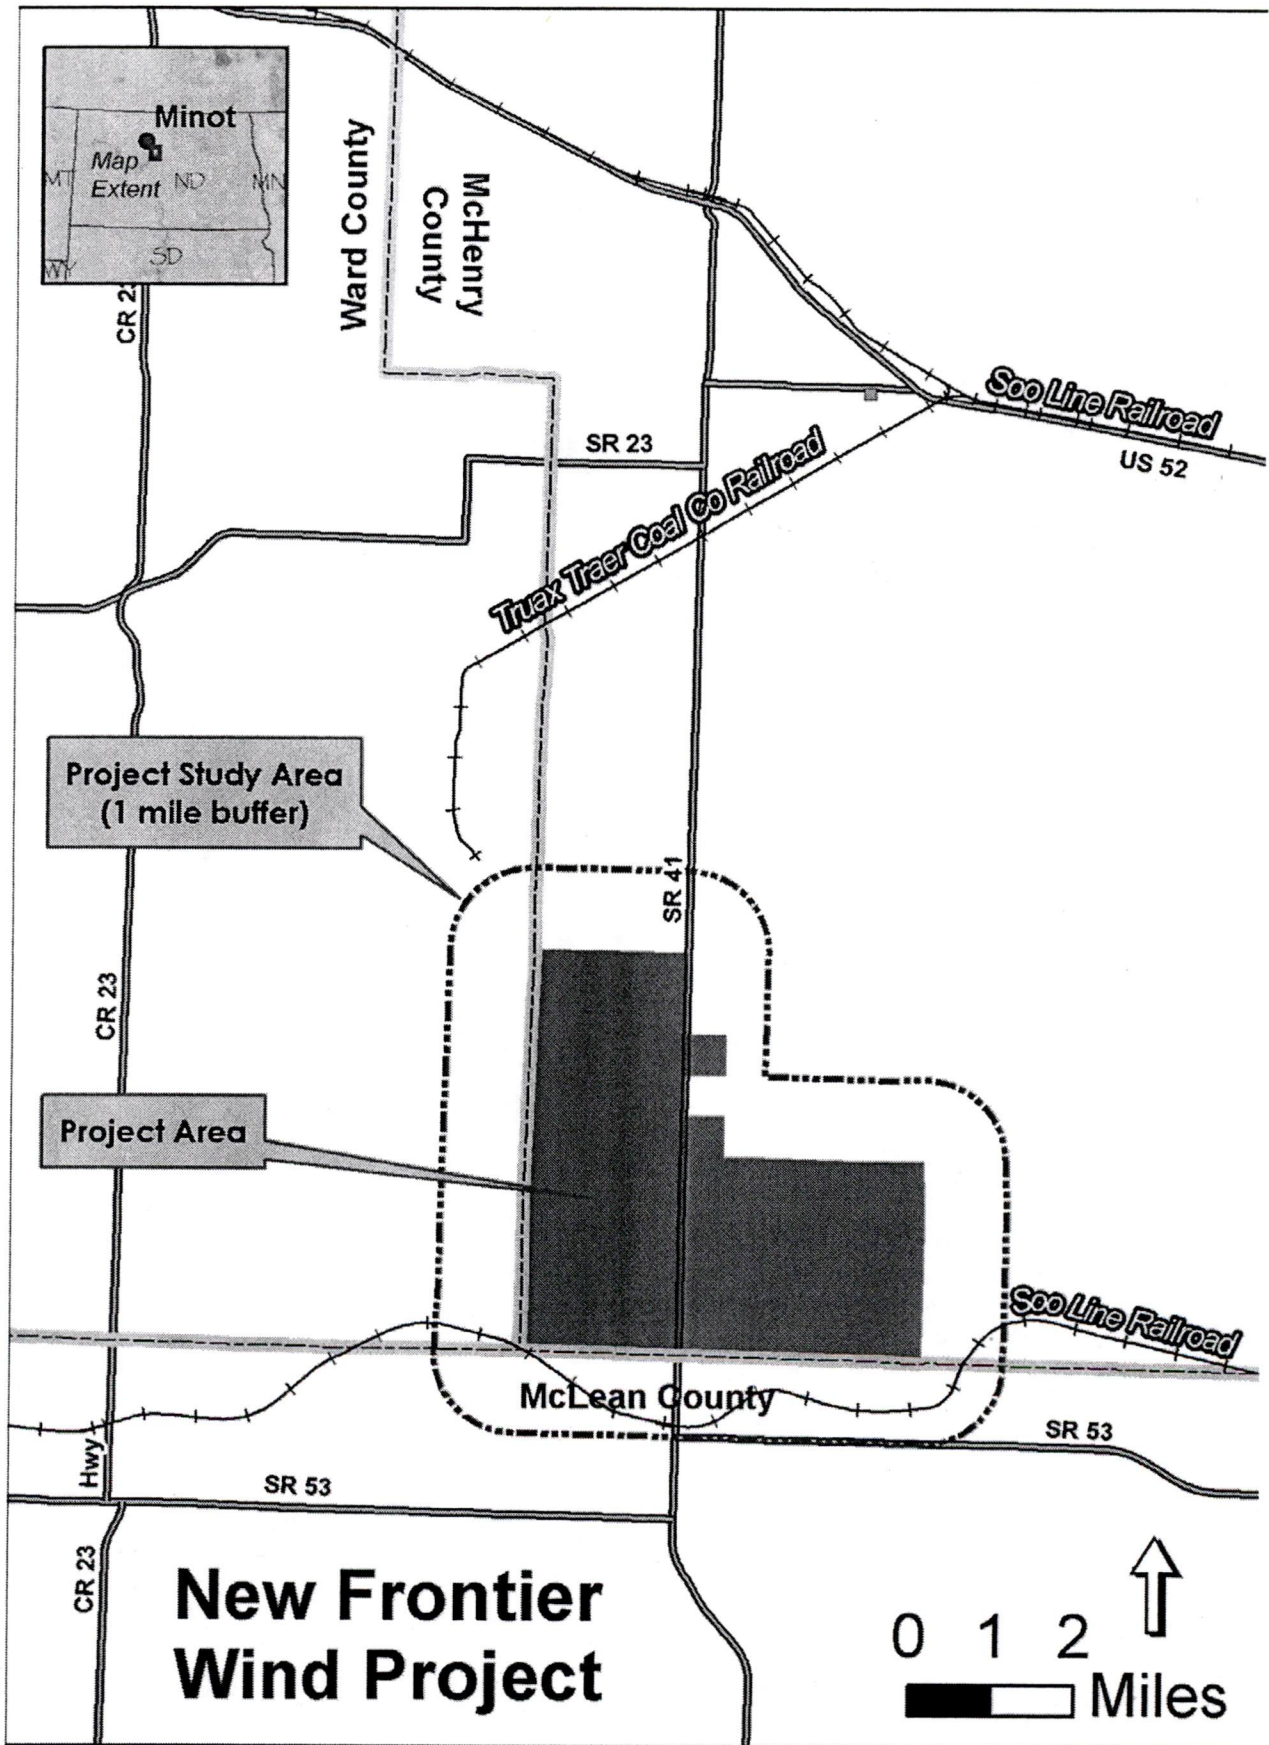 Minot
Map
Extent
MT
ND
MN
SD
WY
CR 23
Ward County
McHenry
County
Soo Line Railroad
US 52
SR 23
Truax Traer Coal Co Railroad
Project Study Area
(1 mile buffer)
SR 41
CR 23
Project Area
Soo Line Railroad
McLean County
SR 53
Hwy
SR 53
CR 23
New Frontier
Wind Project
0 1 2
Miles